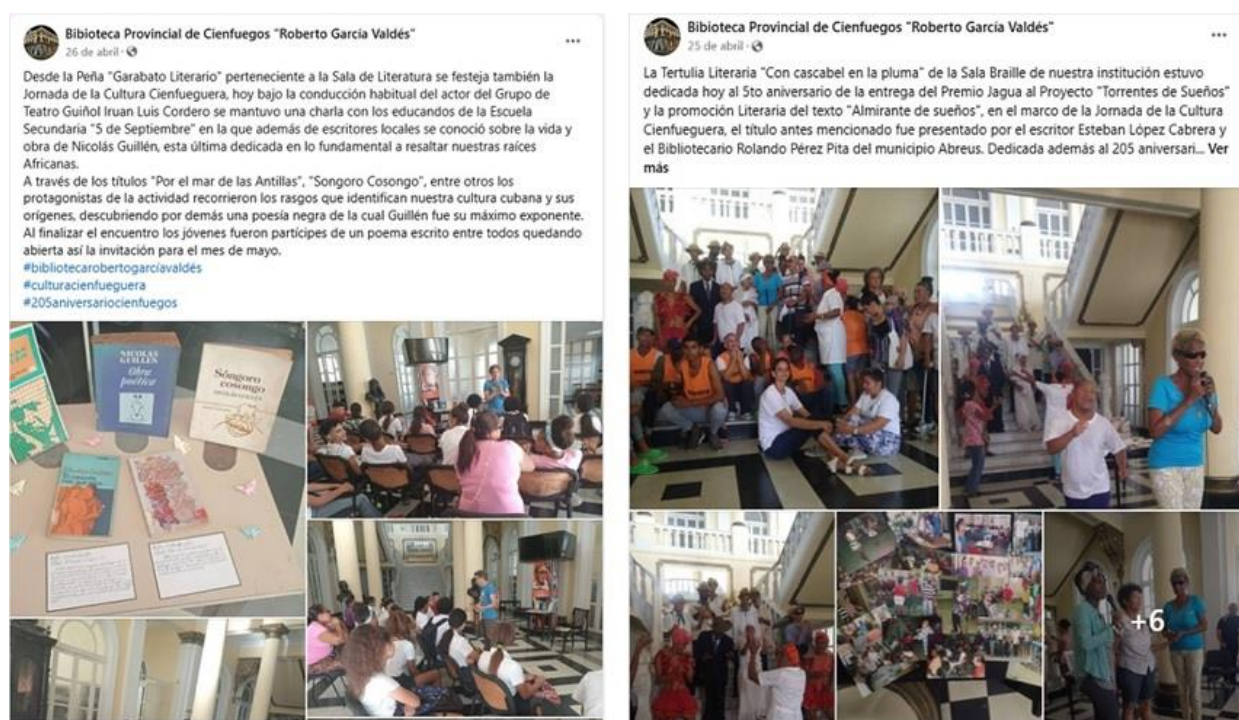 Bibioteca Provincial de Cienfuegos "Roberto García Valdés"
26 de abril ·
Desde la Peña "Garabato Literario" perteneciente a la Sala de Literatura se festeja también la
Jornada de la Cultura Cienfueguera, hoy bajo la conducción habitual del actor del Grupo de
Teatro Guiñol Iruan Luis Cordero se mantuvo una charla con los educandos de la Escuela
Secundaria "5 de Septiembre" en la que además de escritores locales se conoció sobre la vida y
obra de Nicolás Guillén, esta última dedicada en lo fundamental a resaltar nuestras raíces
Africanas.
A través de los títulos "Por el mar de las Antillas", "Songoro Cosongo", entre otros los
protagonistas de la actividad recorrieron los rasgos que identifican nuestra cultura cubana y sus
orígenes, descubriendo por demás una poesía negra de la cual Guillén fue su máximo exponente.
Al finalizar el encuentro los jóvenes fueron partícipes de un poema escrito entre todos quedando
abierta así la invitación para el mes de mayo.
#bibliotecarobertogarcíavaldés
#culturacienfueguera
#205aniversariocienfuegos
NICOLAS
GUILLÉN
Obra
poética
Sóngoro
cosongo
Bibioteca Provincial de Cienfuegos "Roberto García Valdés"
25 de abril ·
La Tertulia Literaria "Con cascabel en la pluma" de la Sala Braille de nuestra institución estuvo
dedicada hoy al 5to aniversario de la entrega del Premio Jagua al Proyecto "Torrentes de Sueños"
y la promoción Literaria del texto "Almirante de sueños", en el marco de la Jornada de la Cultura
Cienfueguera, el título antes mencionado fue presentado por el escritor Esteban López Cabrera y
el Bibliotecario Rolando Pérez Pita del municipio Abreus. Dedicada además al 205 aniversari... Ver
más
+6